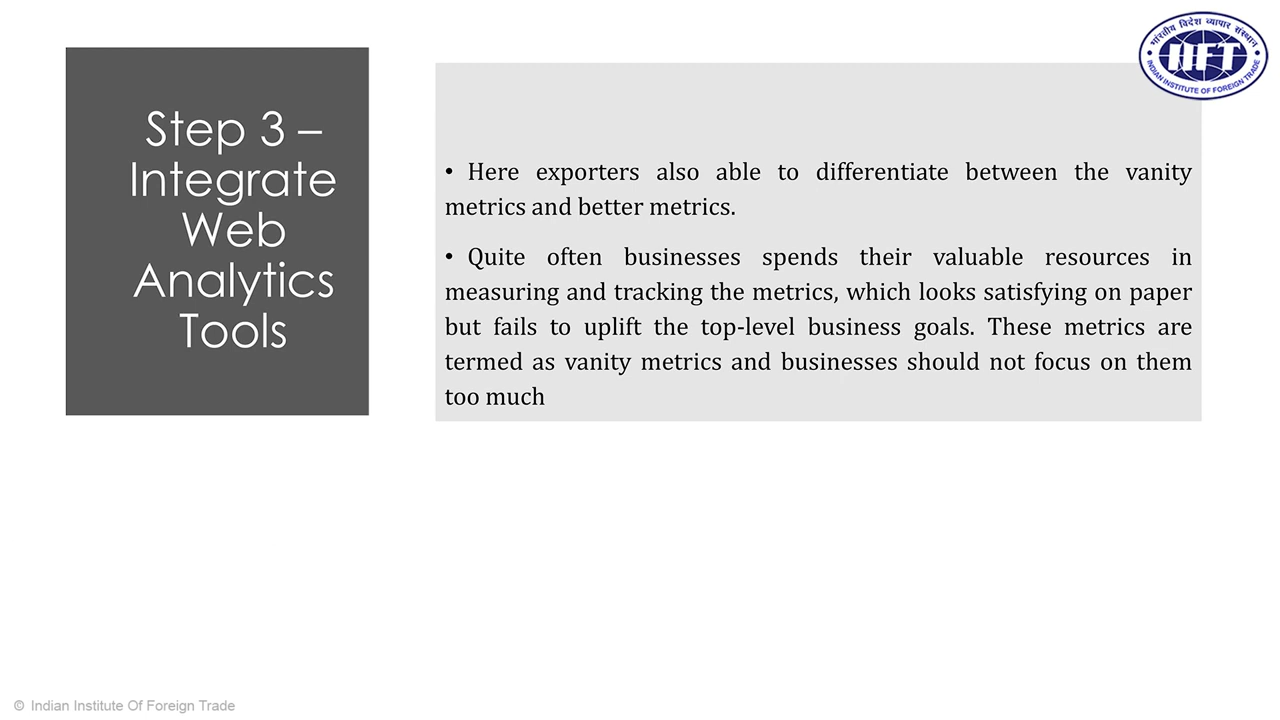 Step 3 –
Integrate
Web
Analytics
Tools
भारतीय विदेश व्यापार संस्थान
IIFT
INDIAN INSTITUTE OF FOREIGN TRADE
• Here exporters also able to differentiate between the vanity
metrics and better metrics.
• Quite often businesses spends their valuable resources in
measuring and tracking the metrics, which looks satisfying on paper
but fails to uplift the top-level business goals. These metrics are
termed as vanity metrics and businesses should not focus on them
too much
© Indian Institute Of Foreign Trade